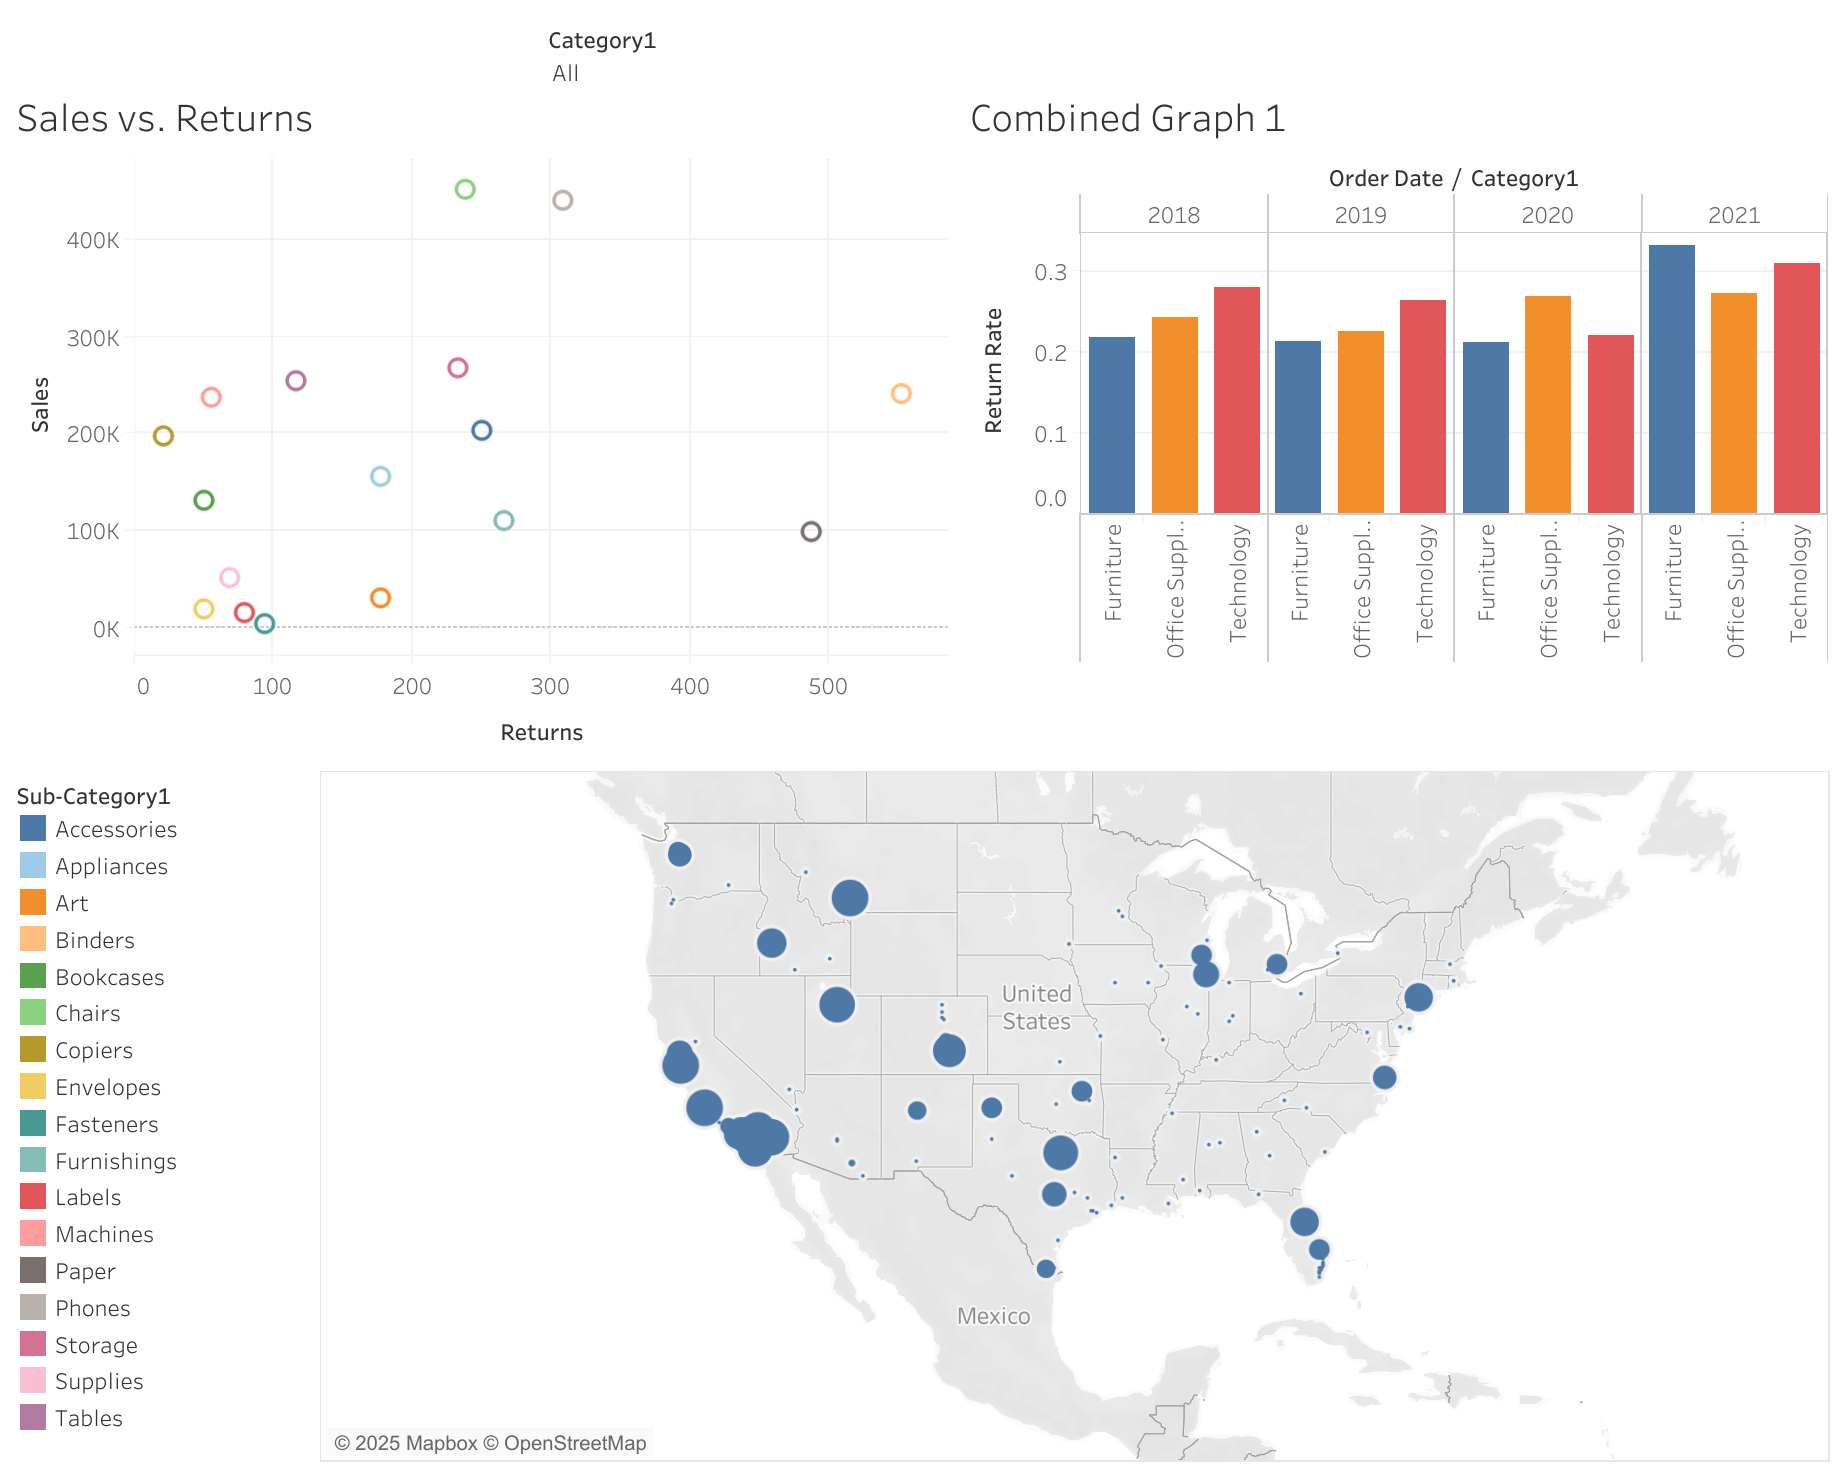 Category1
All
Sales vs. Returns
Sales
400K
300K
200K
100K
0K
0 100 200 300 400 500
Returns
Combined Graph 1
Order Date / Category1
2018 2019 2020 2021
Return Rate
0.3
0.2
0.1
0.0
Furniture Office Suppl.. Technology Furniture Office Suppl.. Technology Furniture Office Suppl.. Technology Furniture Office Suppl.. Technology
Sub-Category1
Accessories
Appliances
Art
Binders
Bookcases
Chairs
Copiers
Envelopes
Fasteners
Furnishings
Labels
Machines
Paper
Phones
Storage
Supplies
Tables
United
States
Mexico
© 2025 Mapbox © OpenStreetMap